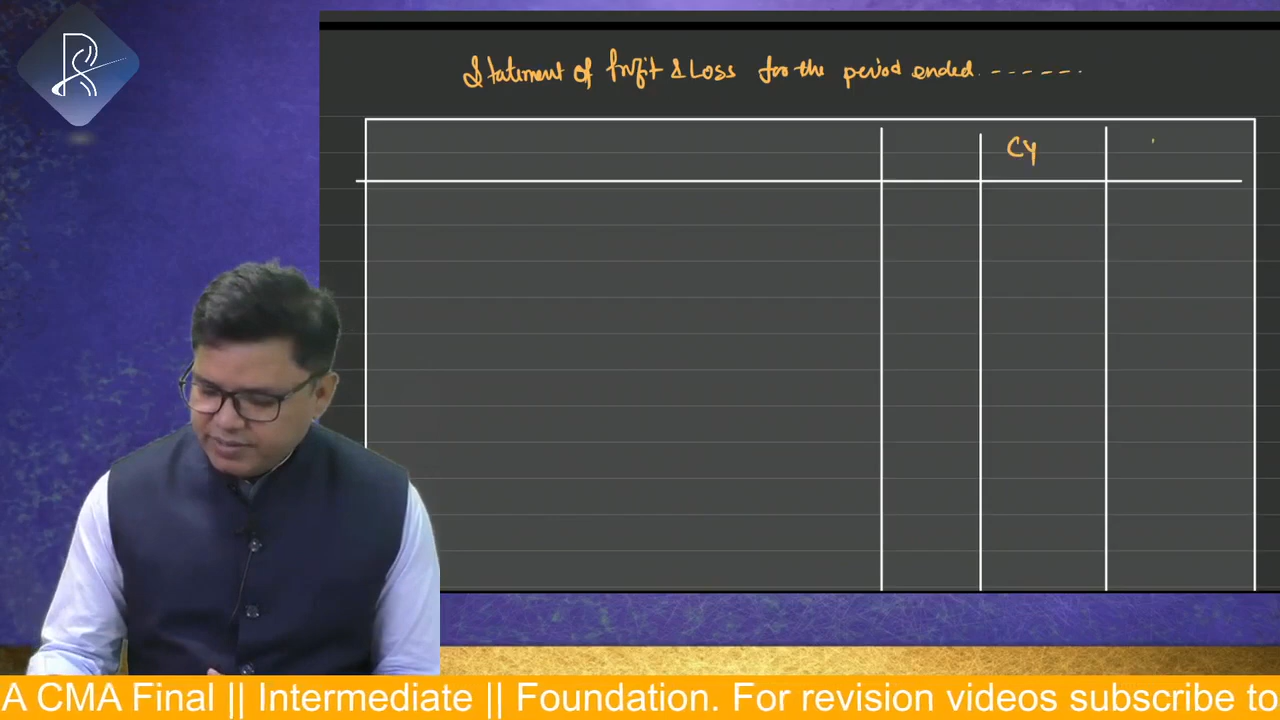 Statement of Profit & Loss for the period ended ------
CY
A CMA Final || Intermediate || Foundation. For revision videos subscribe to